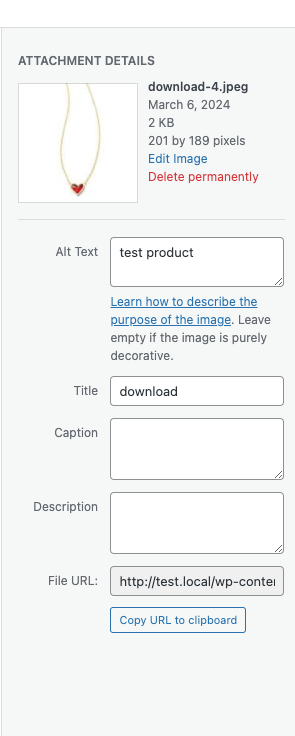 ATTACHMENT DETAILS
download-4.jpeg
March 6, 2024
2 KB
201 by 189 pixels
Edit Image
Delete permanently
Alt Text
test product
Learn how to describe the
purpose of the image. Leave
empty if the image is purely
decorative.
Title
download
Caption
Description
File URL:
http://test.local/wp-conter
Copy URL to clipboard